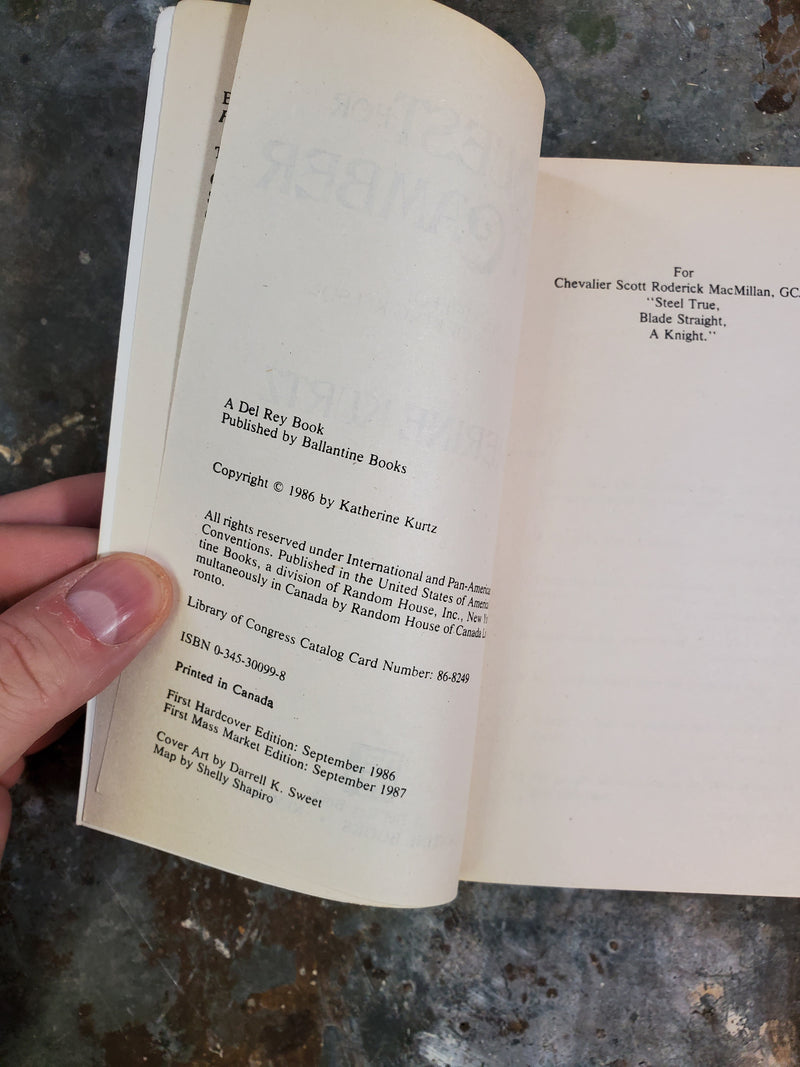 A Del Rey Book
Published by Ballantine Books
Copyright © 1986 by Katherine Kurtz
All rights reserved under International and Pan-America
Conventions. Published in the United States of America
tine Books, a division of Random House, Inc., New
multaneously in Canada by Random House of Canada
ronto.
Library of Congress Catalog Card Number: 86-8249
ISBN 0-345-30099-8
Printed in Canada
First Hardcover Edition: September 1986
First Mass Market Edition: September 1987
Cover Art by Darrell K. Sweet
Map by Shelly Shapiro
For
Chevalier Scott Roderick MacMillan, GC
“Steel True,
Blade Straight,
A Knight.”